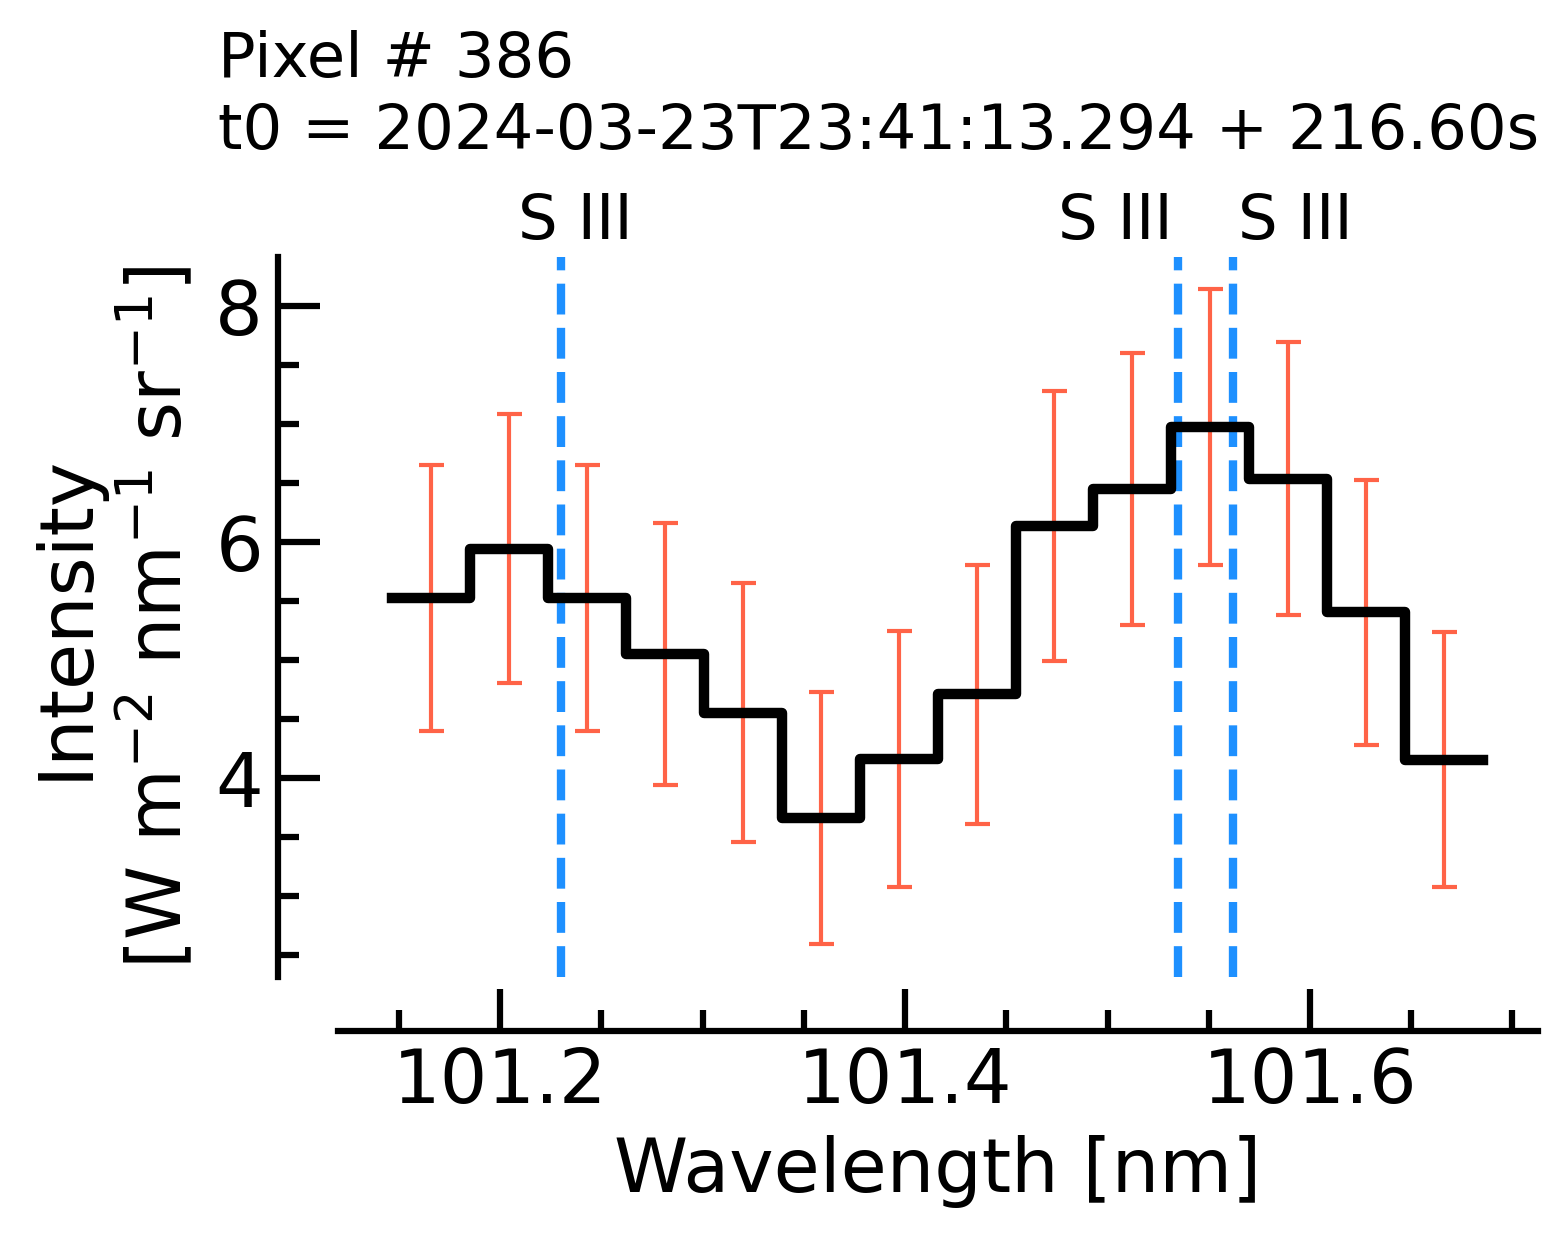 Pixel # 386
t0 = 2024-03-23T23:41:13.294 + 216.60s
S III S III S III
Intensity
[W m⁻² nm⁻¹ sr⁻¹]
8
6
4
101.2 101.4 101.6
Wavelength [nm]